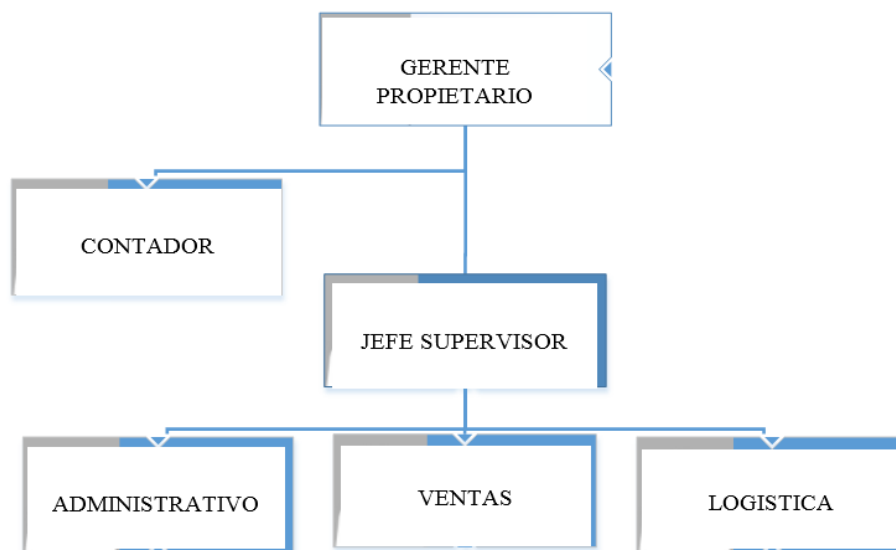 GERENTE
PROPIETARIO
CONTADOR
JEFE SUPERVISOR
ADMINISTRATIVO
VENTAS
LOGISTICA